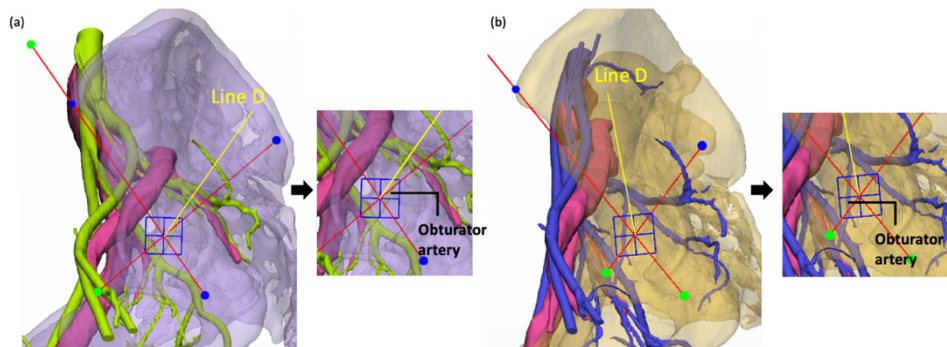 (a)
Line D
Obturator
artery
(b)
Line D
Obturator
artery